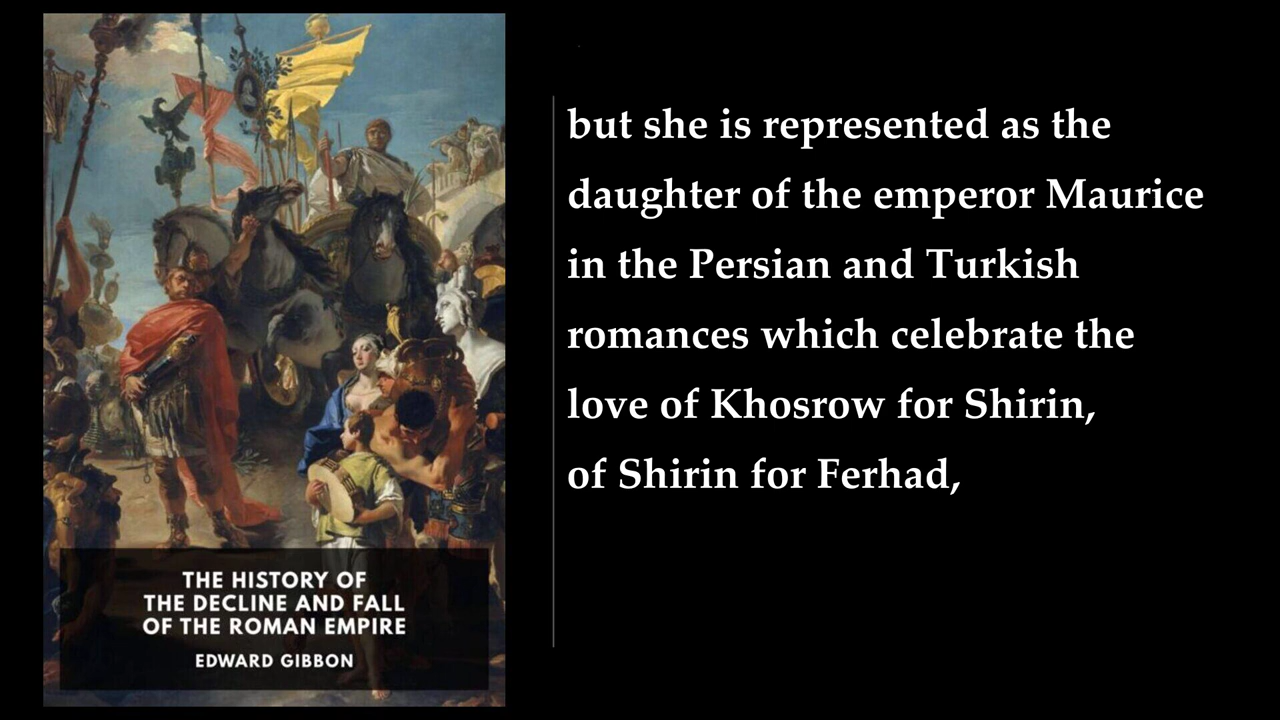 but she is represented as the
daughter of the emperor Maurice
in the Persian and Turkish
romances which celebrate the
love of Khosrow for Shirin,
of Shirin for Ferhad,
THE HISTORY OF
THE DECLINE AND FALL
OF THE ROMAN EMPIRE
EDWARD GIBBON